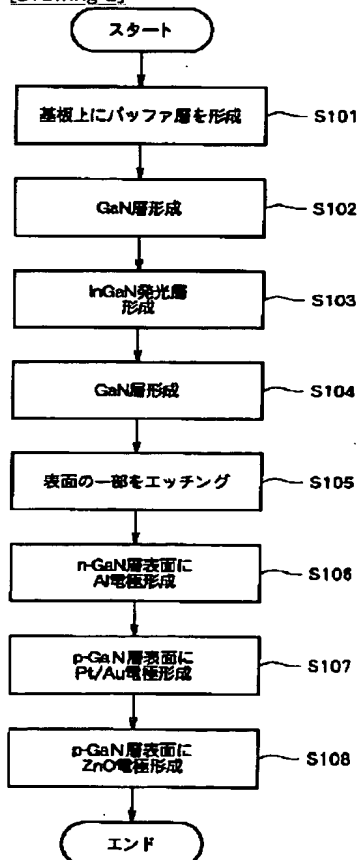 スタート
基板上にバッファ層を形成
S101
GaN層形成
S102
InGaN発光層
形成
S103
GaN層形成
S104
表面の一部をエッチング
S105
n-GaN層表面に
Al電極形成
S106
p-GaN層表面に
Pt/Au電極形成
S107
p-GaN層表面に
ZnO電極形成
S108
エンド